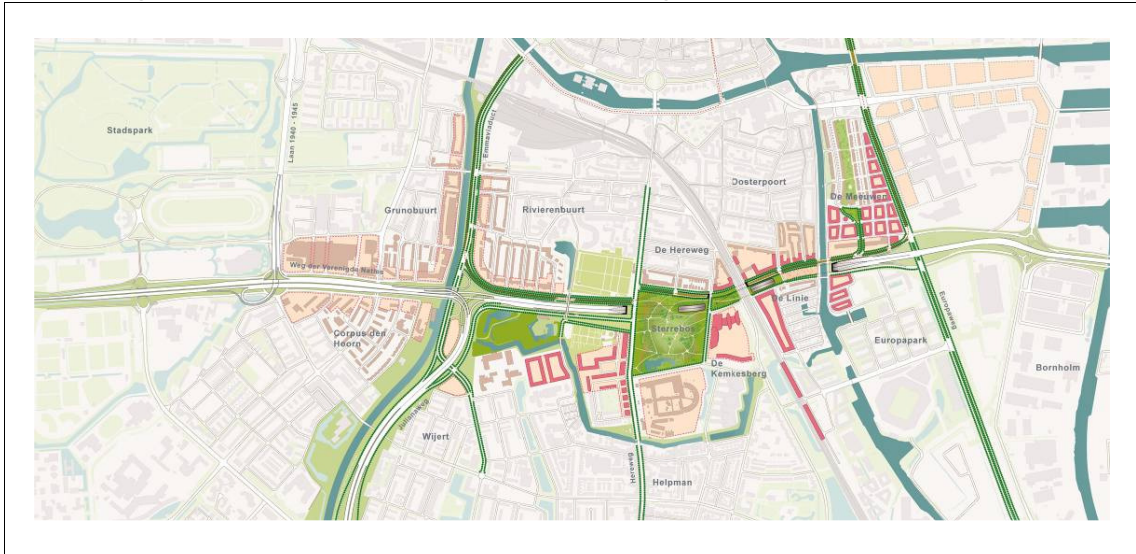 Stadspark
Laan 1940 - 1945
Emmaviaduct
Grunobuurt
Rivierenbuurt
Oosterpoort
De Meeuwen
De Hereweg
Weg der Verenigde Naties
De Linie
Corpus den
Hoorn
Sterrebos
Europaweg
Europapark
Bornholm
De
Kemkesberg
Julianaweg
Wijert
Hereweg
Helpman